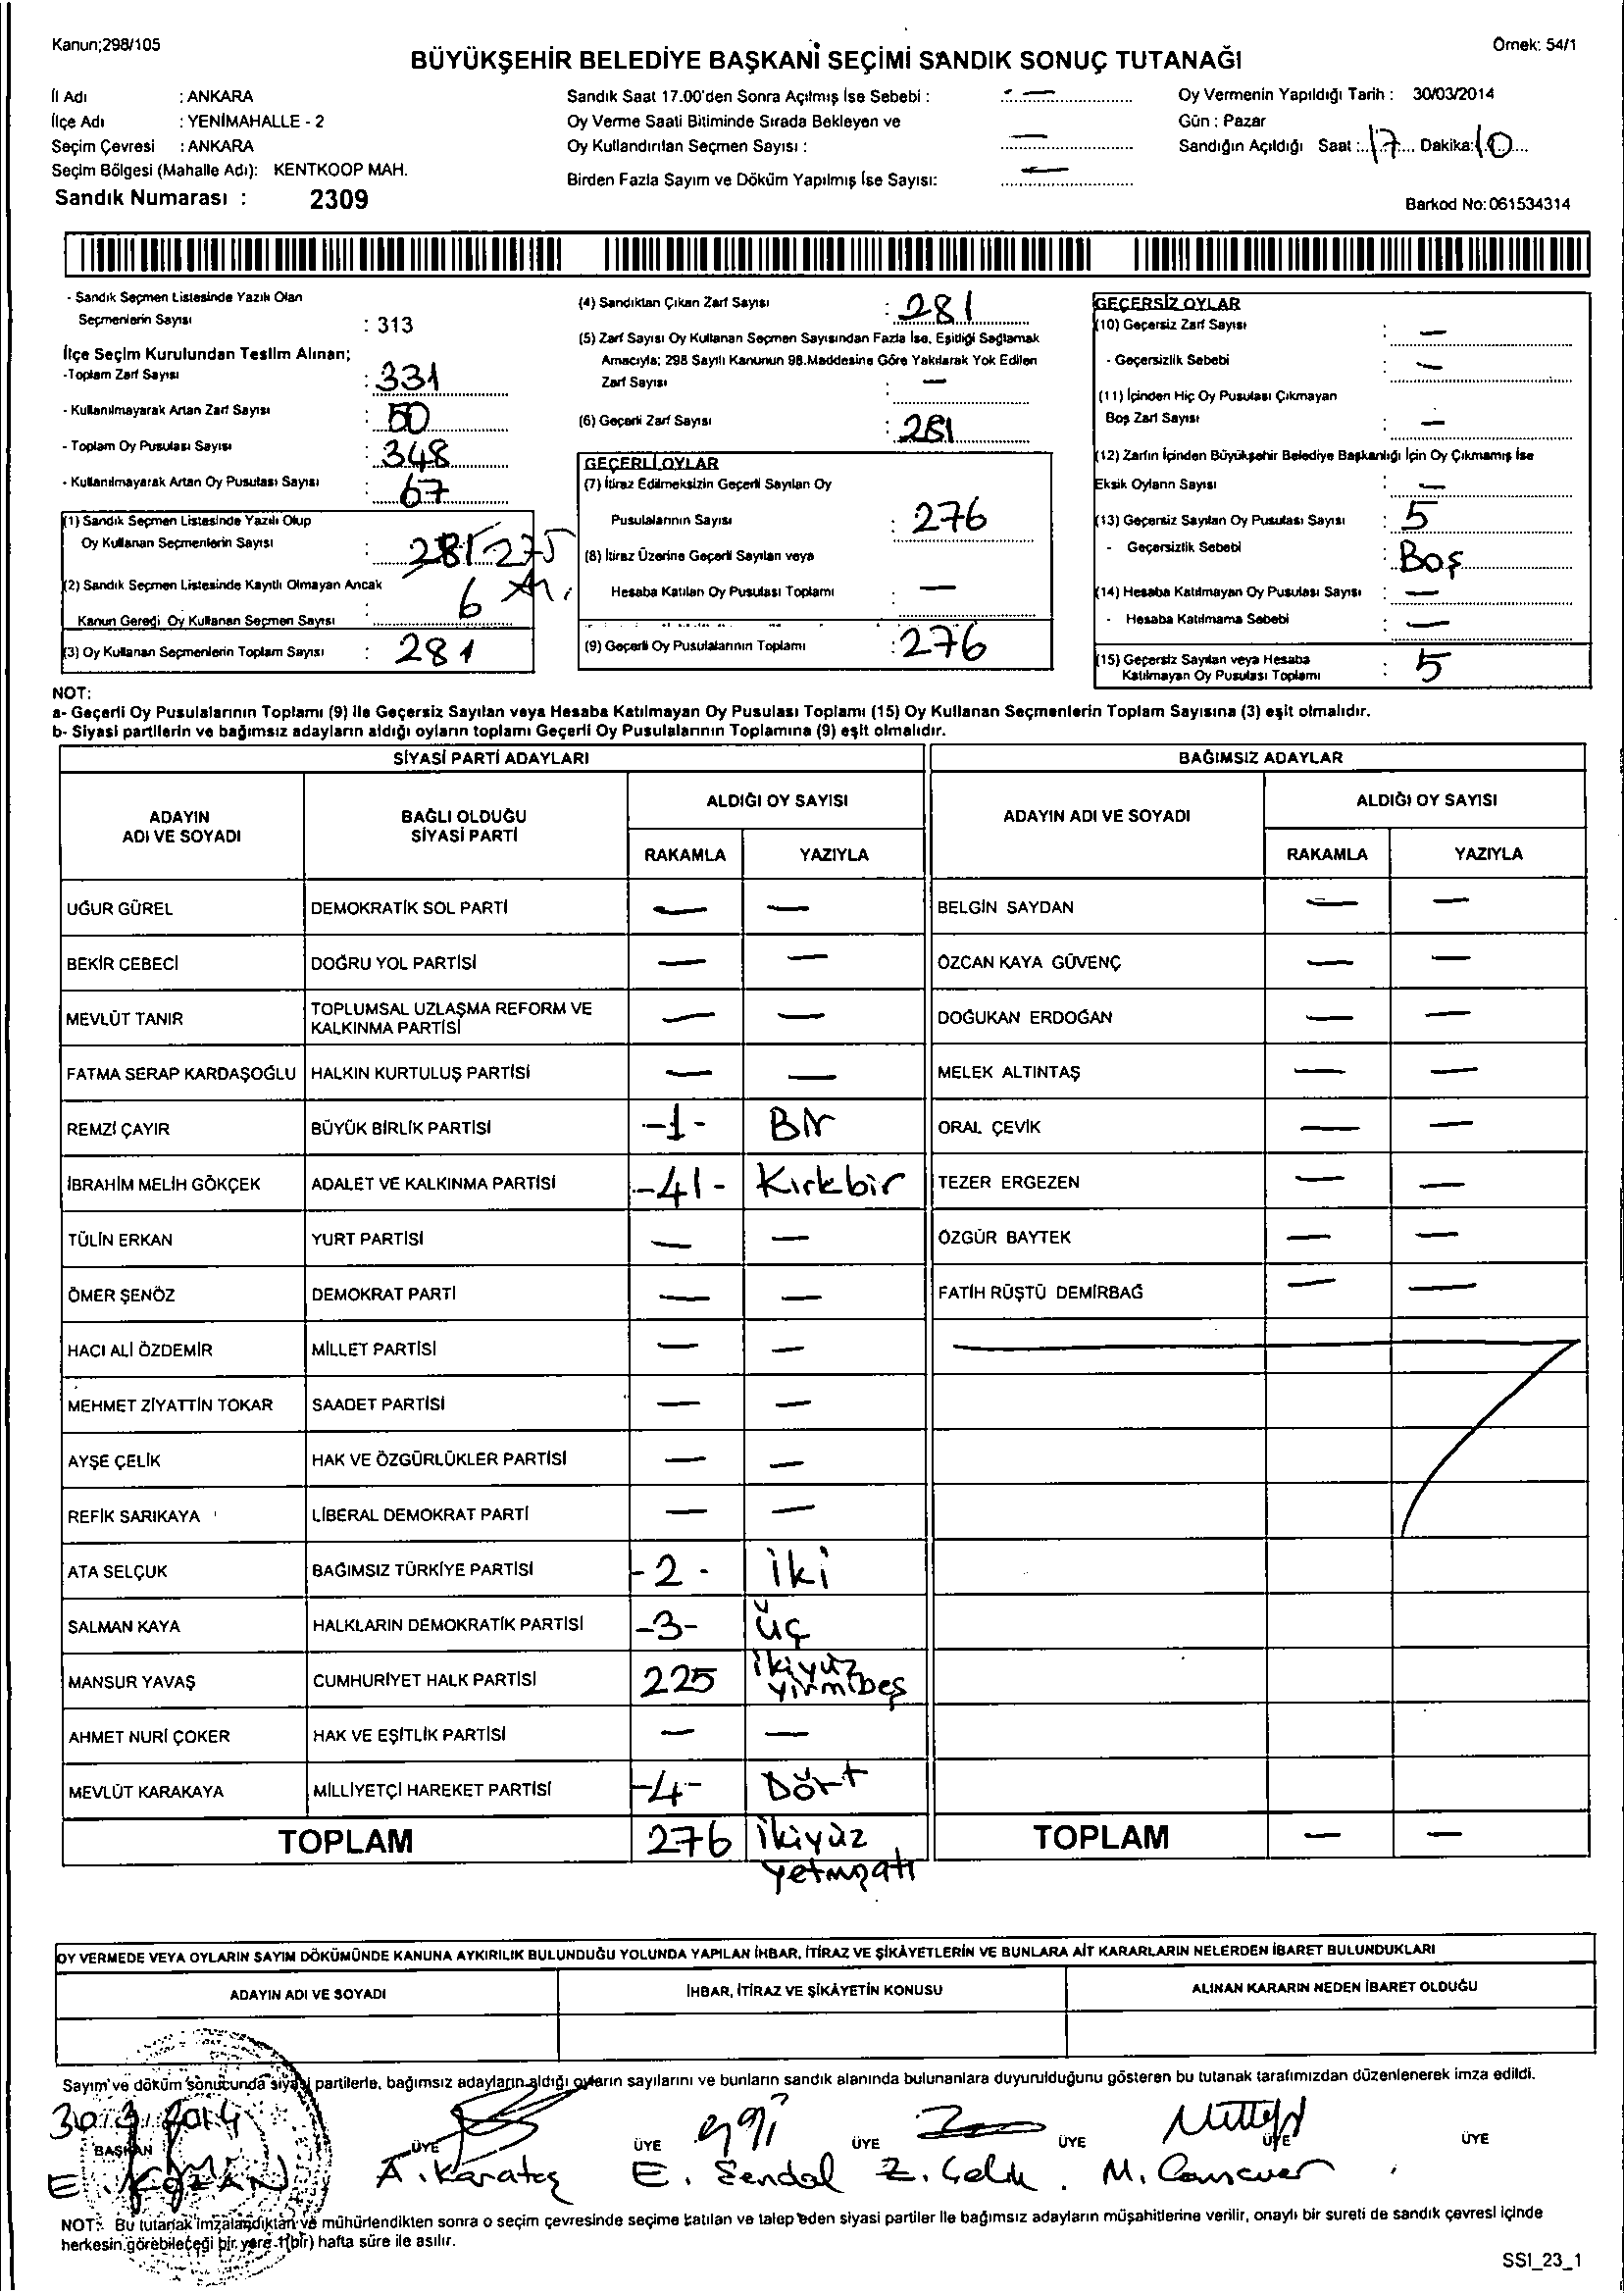 Kanun;298/105
Örnek: 54/1
BÜYÜKŞEHİR BELEDİYE BAŞKANİ SEÇİMİ SANDIK SONUÇ TUTANAĞI
İl Adı : ANKARA
İlçe Adı : YENİMAHALLE - 2
Seçim Çevresi : ANKARA
Seçim Bölgesi (Mahalle Adı): KENTKOOP MAH.
Sandık Numarası : 2309
Sandık Saat 17.00'den Sonra Açılmış İse Sebebi : —
Oy Verme Saati Bitiminde Sırada Bekleyen ve
Oy Kullandırılan Seçmen Sayısı : —
Birden Fazla Sayım ve Döküm Yapılmış İse Sayısı: —
Oy Vermenin Yapıldığı Tarih : 30/03/2014
Gün : Pazar
Sandığın Açıldığı Saat : 17 Dakika: 10
Barkod No: 061534314
- Sandık Seçmen Listesinde Yazılı Olan
Seçmenlerin Sayısı : 313
İlçe Seçim Kurulundan Teslim Alınan;
-Toplam Zarf Sayısı : 331
- Kullanılmayarak Artan Zarf Sayısı : 50
- Toplam Oy Pusulası Sayısı : 348
- Kullanılmayarak Artan Oy Pusulası Sayısı : 67
(1) Sandık Seçmen Listesinde Yazılı Olup
Oy Kullanan Seçmenlerin Sayısı : 281 275
(2) Sandık Seçmen Listesinde Kayıtlı Olmayan Ancak
Kanun Gereği Oy Kullanan Seçmen Sayısı : 6
(3) Oy Kullanan Seçmenlerin Toplam Sayısı : 281
(4) Sandıktan Çıkan Zarf Sayısı : 281
(5) Zarf Sayısı Oy Kullanan Seçmen Sayısından Fazla İse, Eşitliği Sağlamak
Amacıyla; 298 Sayılı Kanunun 98.Maddesine Göre Yakılarak Yok Edilen
Zarf Sayısı : —
(6) Geçerli Zarf Sayısı : 281
GEÇERLİ OYLAR
(7) İtiraz Edilmeksizin Geçerli Sayılan Oy
Pusulalarının Sayısı : 276
(8) İtiraz Üzerine Geçerli Sayılan veya
Hesaba Katılan Oy Pusulası Toplamı : —
(9) Geçerli Oy Pusulalarının Toplamı : 276
GEÇERSİZ OYLAR
(10) Geçersiz Zarf Sayısı : —
- Geçersizlik Sebebi : —
(11) İçinden Hiç Oy Pusulası Çıkmayan
Boş Zarf Sayısı : —
(12) Zarfın İçinden Büyükşehir Belediye Başkanlığı İçin Oy Çıkmamış İse
Eksik Oyların Sayısı : —
(13) Geçersiz Sayılan Oy Pusulası Sayısı : 5
- Geçersizlik Sebebi : Boş
(14) Hesaba Katılmayan Oy Pusulası Sayısı : —
- Hesaba Katılmama Sebebi : —
(15) Geçersiz Sayılan veya Hesaba
Katılmayan Oy Pusulası Toplamı : 5
NOT:
a- Geçerli Oy Pusulalarının Toplamı (9) ile Geçersiz Sayılan veya Hesaba Katılmayan Oy Pusulası Toplamı (15) Oy Kullanan Seçmenlerin Toplam Sayısına (3) eşit olmalıdır.
b- Siyasi partilerin ve bağımsız adayların aldığı oyların toplamı Geçerli Oy Pusulalarının Toplamına (9) eşit olmalıdır.
SİYASİ PARTİ ADAYLARI
BAĞIMSIZ ADAYLAR
ADAYIN
ADI VE SOYADI
BAĞLI OLDUĞU
SİYASİ PARTİ
ALDIĞI OY SAYISI
RAKAMLA YAZIYLA
ADAYIN ADI VE SOYADI
ALDIĞI OY SAYISI
RAKAMLA YAZIYLA
UĞUR GÜREL DEMOKRATİK SOL PARTİ — — BELGİN SAYDAN — —
BEKİR CEBECİ DOĞRU YOL PARTİSİ — — ÖZCAN KAYA GÜVENÇ — —
MEVLÜT TANIR TOPLUMSAL UZLAŞMA REFORM VE
KALKINMA PARTİSİ — — DOĞUKAN ERDOĞAN — —
FATMA SERAP KARDAŞOĞLU HALKIN KURTULUŞ PARTİSİ — — MELEK ALTINTAŞ — —
REMZİ ÇAYIR BÜYÜK BİRLİK PARTİSİ -1- Bir ORAL ÇEVİK — —
İBRAHİM MELİH GÖKÇEK ADALET VE KALKINMA PARTİSİ -41- Kırkbir TEZER ERGEZEN — —
TÜLİN ERKAN YURT PARTİSİ — — ÖZGÜR BAYTEK — —
ÖMER ŞENÖZ DEMOKRAT PARTİ — — FATİH RÜŞTÜ DEMİRBAĞ — —
HACI ALİ ÖZDEMİR MİLLET PARTİSİ — —
MEHMET ZİYATTİN TOKAR SAADET PARTİSİ — —
AYŞE ÇELİK HAK VE ÖZGÜRLÜKLER PARTİSİ — —
REFİK SARIKAYA LİBERAL DEMOKRAT PARTİ — —
ATA SELÇUK BAĞIMSIZ TÜRKİYE PARTİSİ -2- iki
SALMAN KAYA HALKLARIN DEMOKRATİK PARTİSİ -3- üç
MANSUR YAVAŞ CUMHURİYET HALK PARTİSİ 225 ikiyüz
yirmibeş
AHMET NURİ ÇOKER HAK VE EŞİTLİK PARTİSİ — —
MEVLÜT KARAKAYA MİLLİYETÇİ HAREKET PARTİSİ -4- Dört
TOPLAM 276 ikiyüz
yetmişaltı
TOPLAM — —
OY VERMEDE VEYA OYLARIN SAYIM DÖKÜMÜNDE KANUNA AYKIRILIK BULUNDUĞU YOLUNDA YAPILAN İHBAR, İTİRAZ VE ŞİKÂYETLERİN VE BUNLARA AİT KARARLARIN NELERDEN İBARET BULUNDUKLARI
ADAYIN ADI VE SOYADI İHBAR, İTİRAZ VE ŞİKÂYETİN KONUSU ALINAN KARARIN NEDEN İBARET OLDUĞU
Sayım ve döküm sonucunda siyasi partilerle, bağımsız adayların aldığı oyların sayılarını ve bunların sandık alanında bulunanlara duyurulduğunu gösteren bu tutanak tarafımızdan düzenlenerek imza edildi.
30.3.2014
BAŞKAN ÜYE ÜYE ÜYE ÜYE ÜYE ÜYE
E. KOZAN A. Karataş E. Şendal Z. Çelik M.
NOT: Bu tutanak imzalandıktan ve mühürlendikten sonra o seçim çevresinde seçime katılan ve talep eden siyasi partiler ile bağımsız adayların müşahitlerine verilir, onaylı bir sureti de sandık çevresi içinde
herkesin görebileceği bir yere 1(bir) hafta süre ile asılır.
SSI_23_1